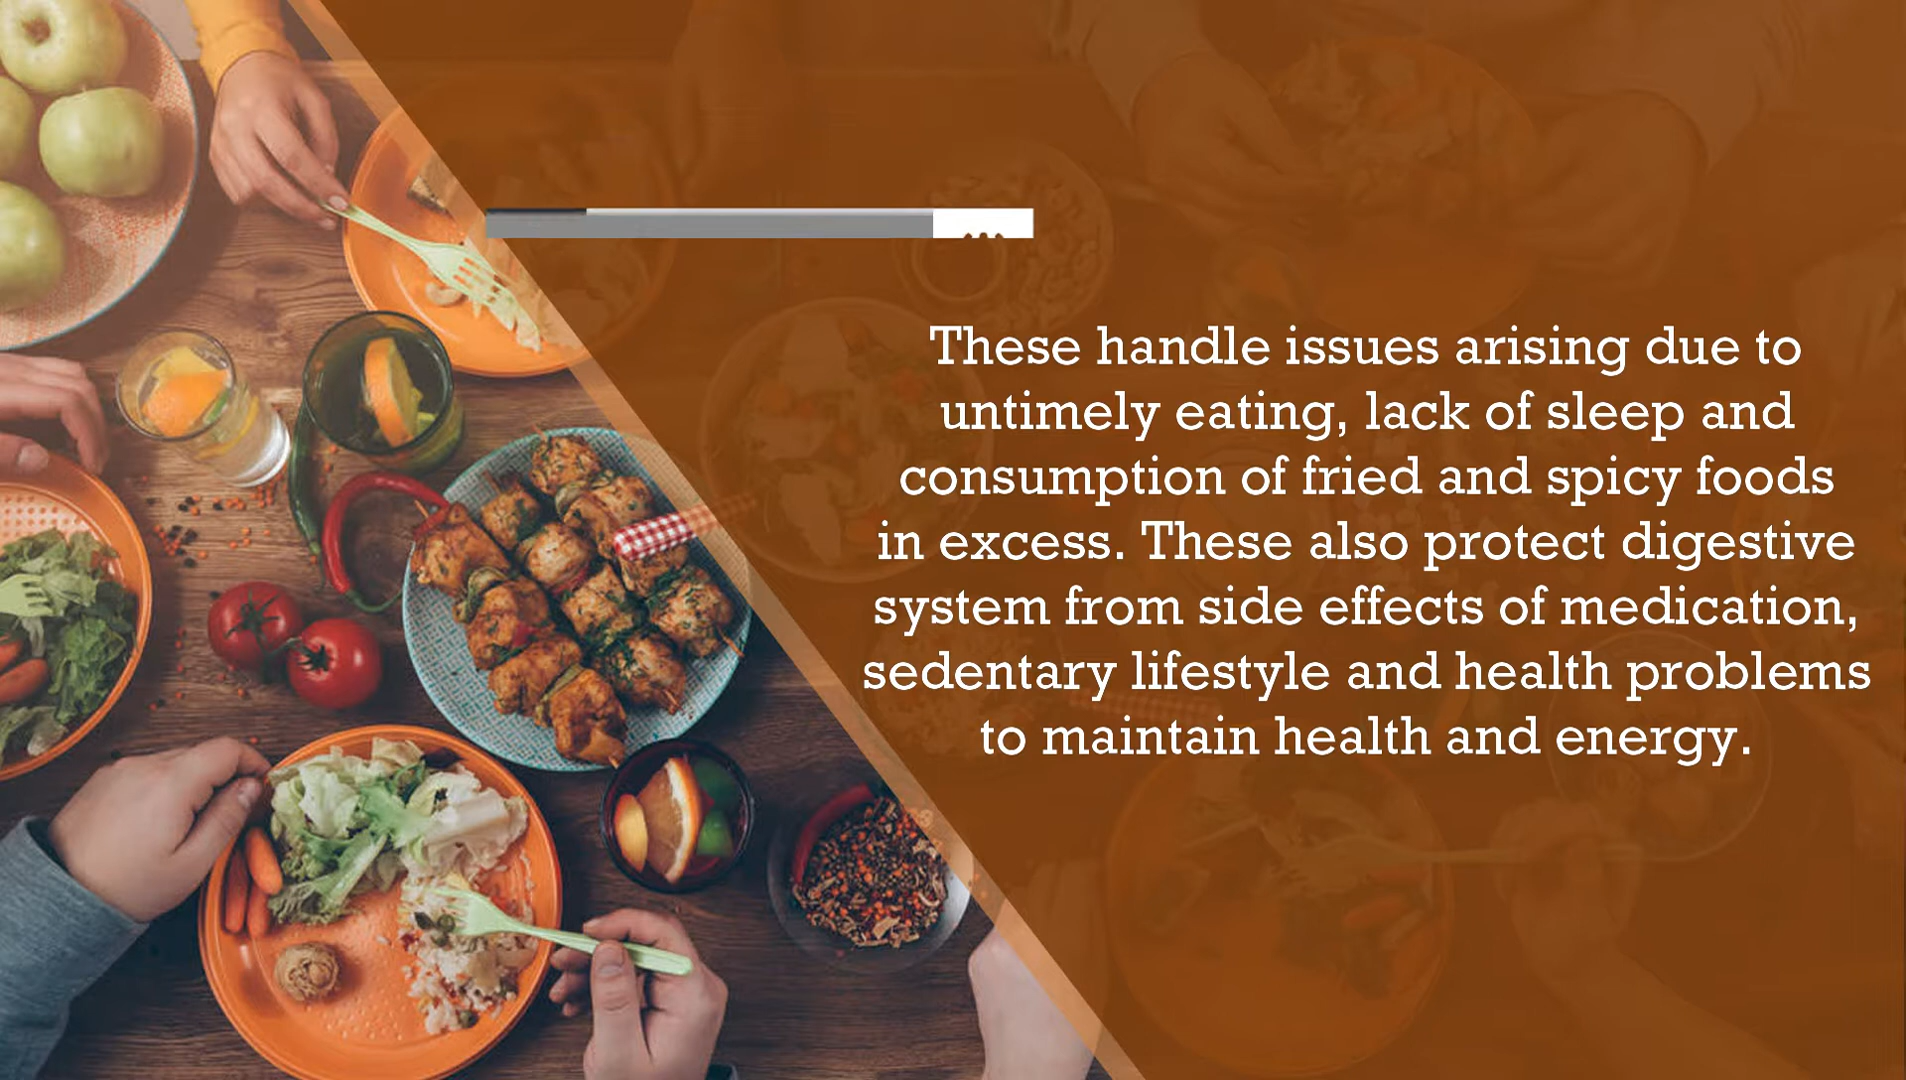 These handle issues arising due to
untimely eating, lack of sleep and
consumption of fried and spicy foods
in excess. These also protect digestive
system from side effects of medication,
sedentary lifestyle and health problems
to maintain health and energy.